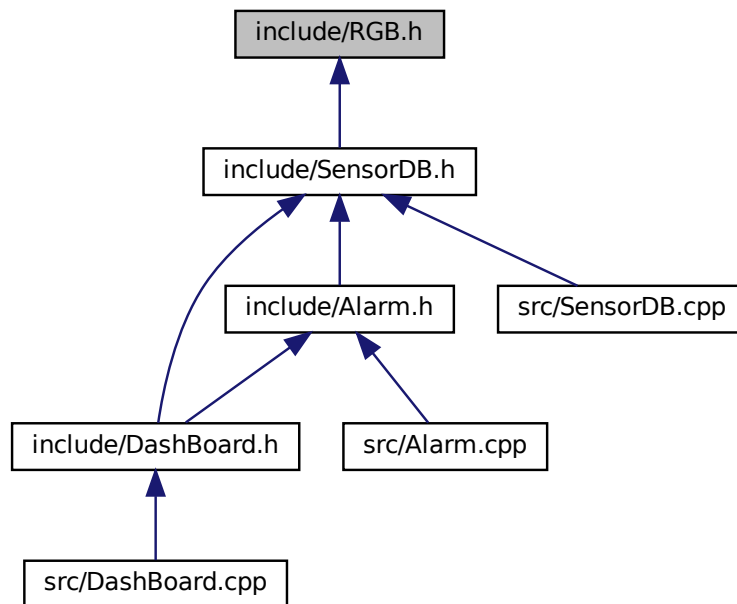 include/RGB.h
include/SensorDB.h
include/Alarm.h
src/SensorDB.cpp
include/DashBoard.h
src/Alarm.cpp
src/DashBoard.cpp